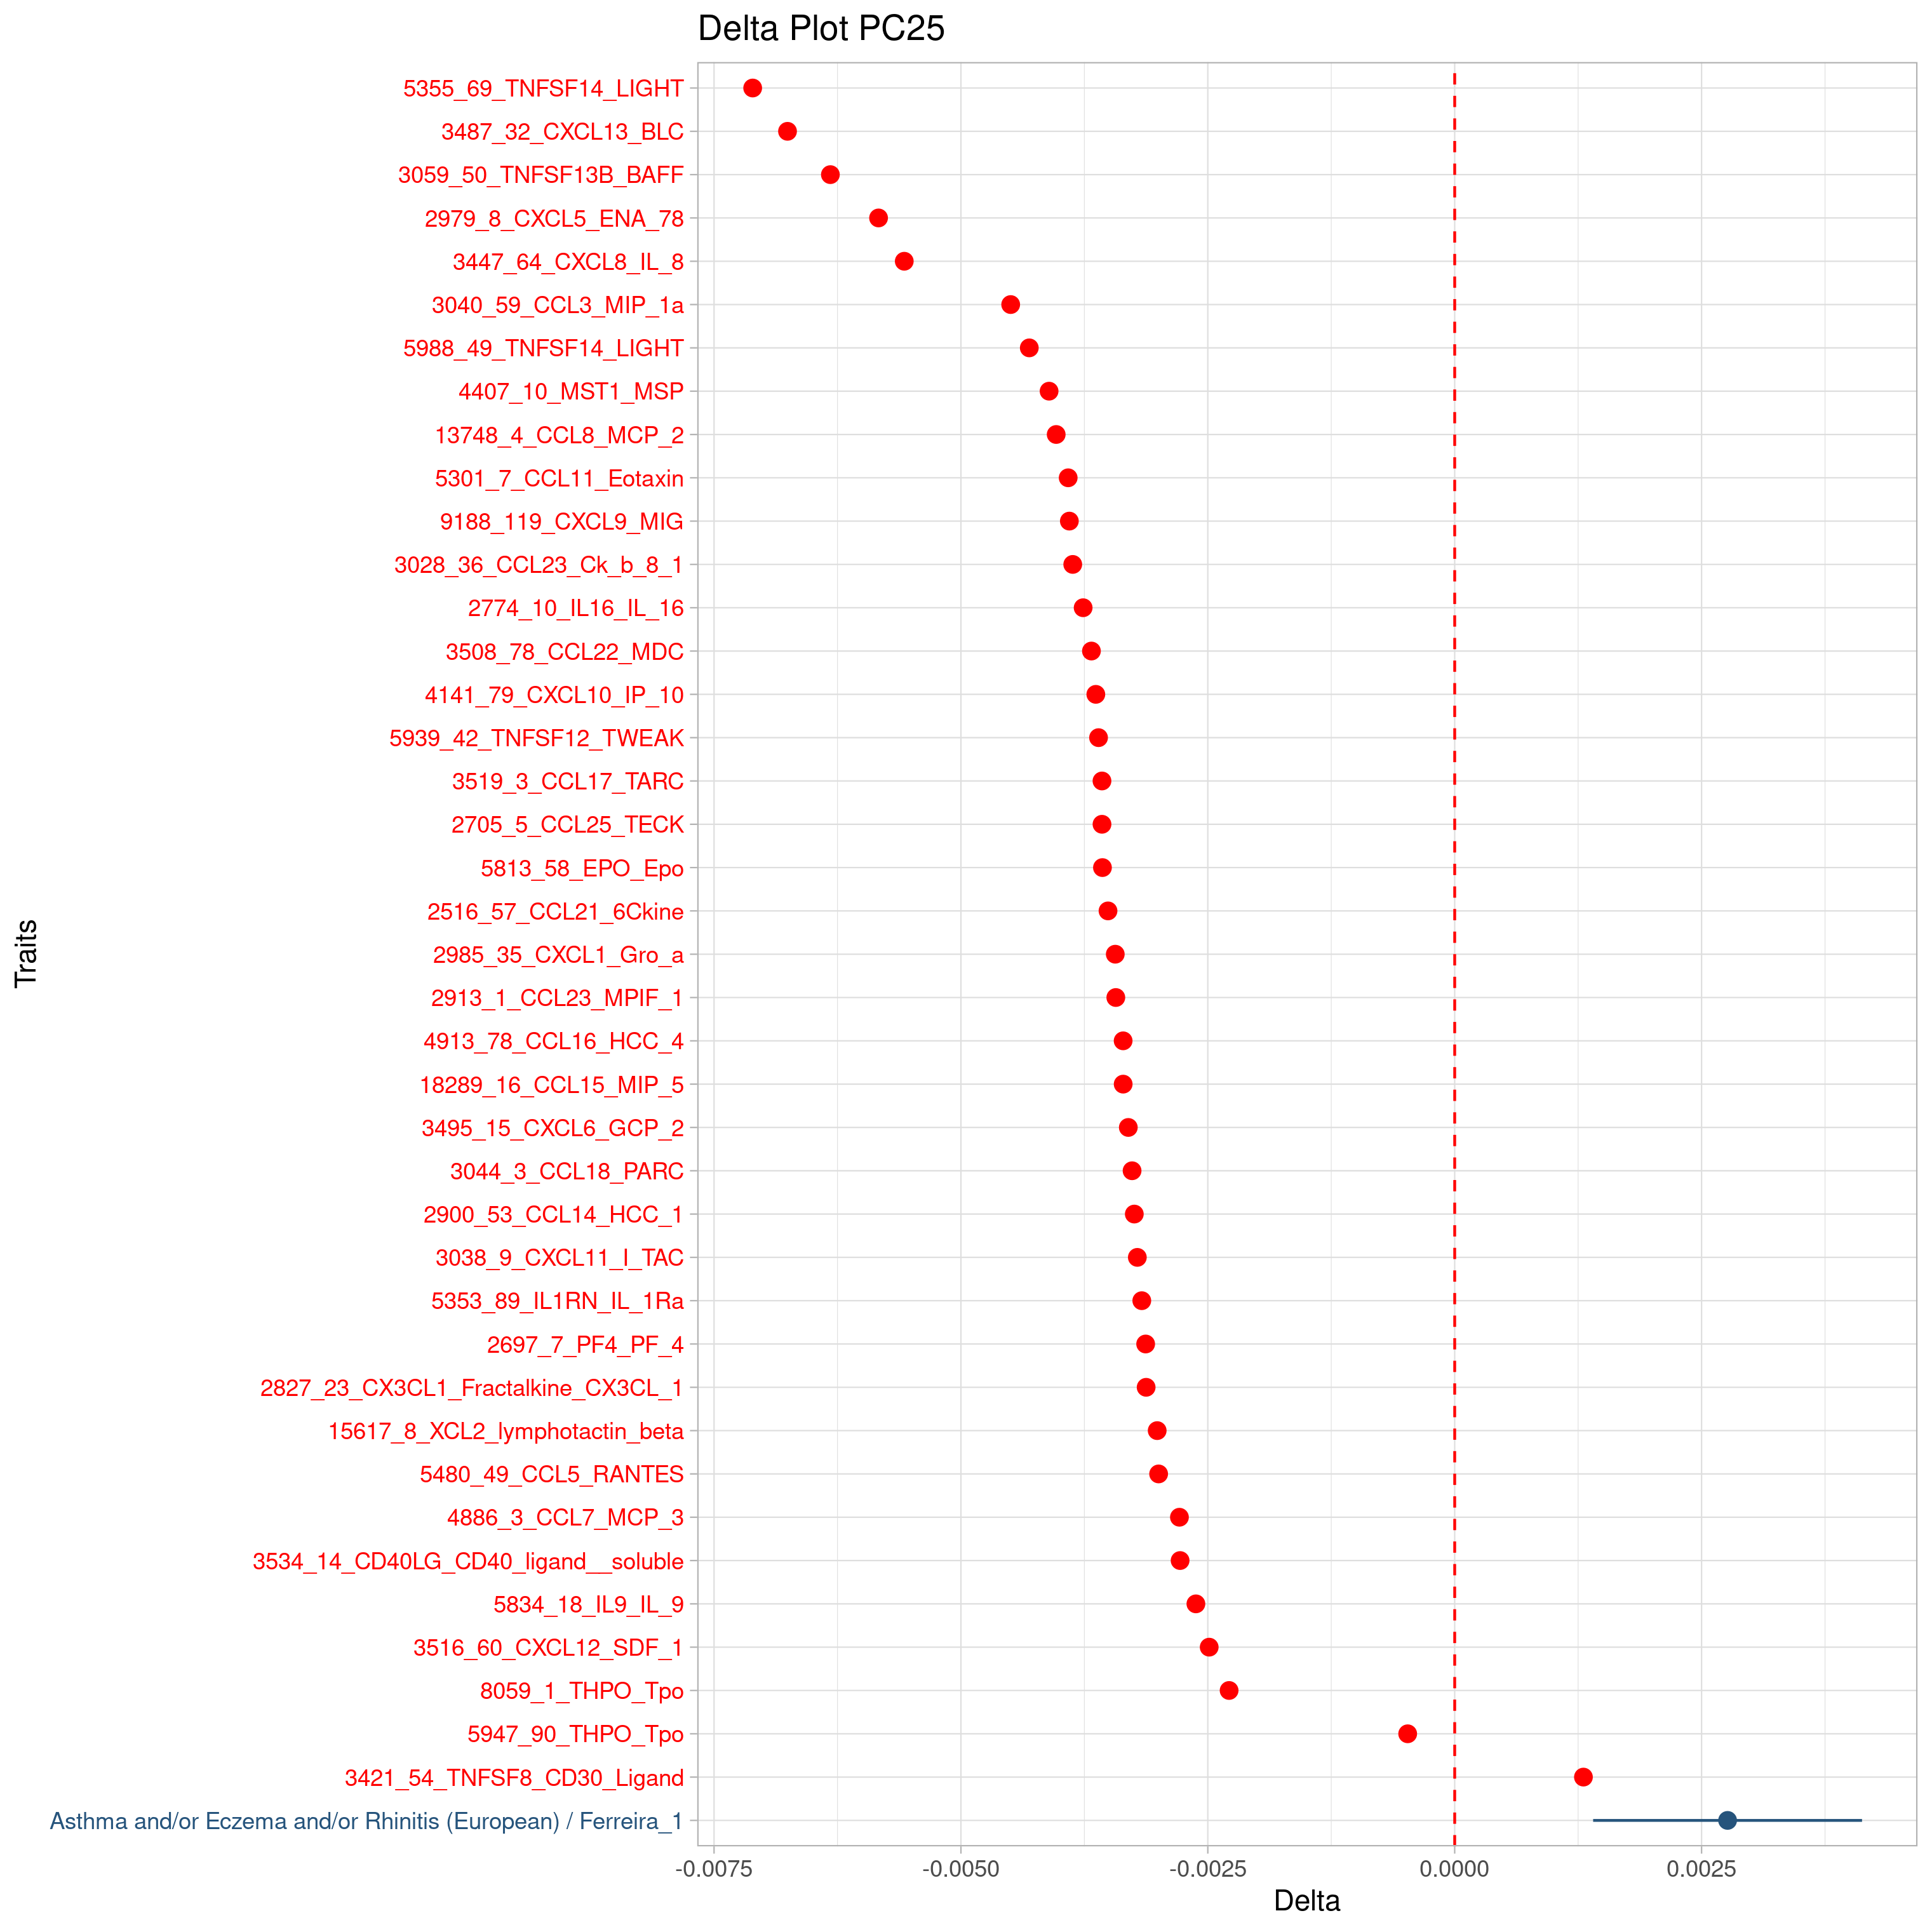 Delta Plot PC25
5355_69_TNFSF14_LIGHT
3487_32_CXCL13_BLC
3059_50_TNFSF13B_BAFF
2979_8_CXCL5_ENA_78
3447_64_CXCL8_IL_8
3040_59_CCL3_MIP_1a
5988_49_TNFSF14_LIGHT
4407_10_MST1_MSP
13748_4_CCL8_MCP_2
5301_7_CCL11_Eotaxin
9188_119_CXCL9_MIG
3028_36_CCL23_Ck_b_8_1
2774_10_IL16_IL_16
3508_78_CCL22_MDC
4141_79_CXCL10_IP_10
5939_42_TNFSF12_TWEAK
3519_3_CCL17_TARC
2705_5_CCL25_TECK
5813_58_EPO_Epo
2516_57_CCL21_6Ckine
2985_35_CXCL1_Gro_a
2913_1_CCL23_MPIF_1
4913_78_CCL16_HCC_4
18289_16_CCL15_MIP_5
3495_15_CXCL6_GCP_2
3044_3_CCL18_PARC
2900_53_CCL14_HCC_1
3038_9_CXCL11_I_TAC
5353_89_IL1RN_IL_1Ra
2697_7_PF4_PF_4
2827_23_CX3CL1_Fractalkine_CX3CL_1
15617_8_XCL2_lymphotactin_beta
5480_49_CCL5_RANTES
4886_3_CCL7_MCP_3
3534_14_CD40LG_CD40_ligand__soluble
5834_18_IL9_IL_9
3516_60_CXCL12_SDF_1
8059_1_THPO_Tpo
5947_90_THPO_Tpo
3421_54_TNFSF8_CD30_Ligand
Asthma and/or Eczema and/or Rhinitis (European) / Ferreira_1
Traits
-0.0075 -0.0050 -0.0025 0.0000 0.0025
Delta